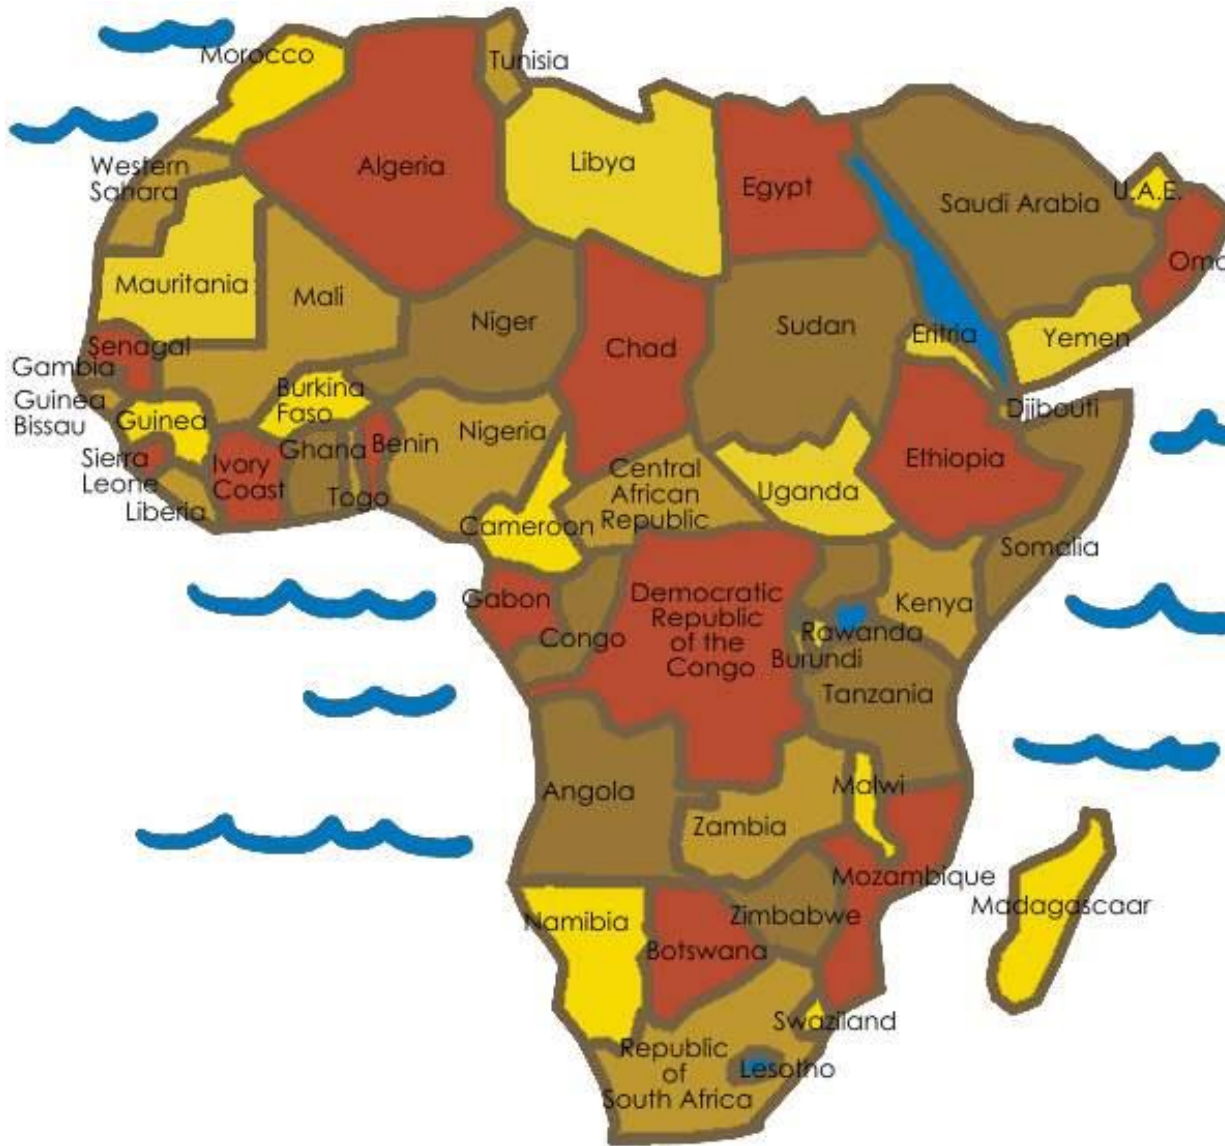 Morocco
Tunisia
Algeria
Libya
Egypt
Western
Sahara
Saudi Arabia
U.A.E.
Oma
Mauritania
Mali
Niger
Chad
Sudan
Eritria
Yemen
Senagal
Gambia
Guinea
Bissau
Guinea
Burkina
Faso
Djibouti
Sierra
Leone
Liberia
Ivory
Coast
Ghana
Togo
Benin
Nigeria
Cameroon
Central
African
Republic
Uganda
Ethiopia
Somalia
Gabon
Congo
Democratic
Republic
of the
Congo
Kenya
Rawanda
Burundi
Tanzania
Angola
Zambia
Malwi
Mozambique
Madagascaar
Namibia
Botswana
Zimbabwe
Swaziland
Republic
of
South Africa
Lesotho